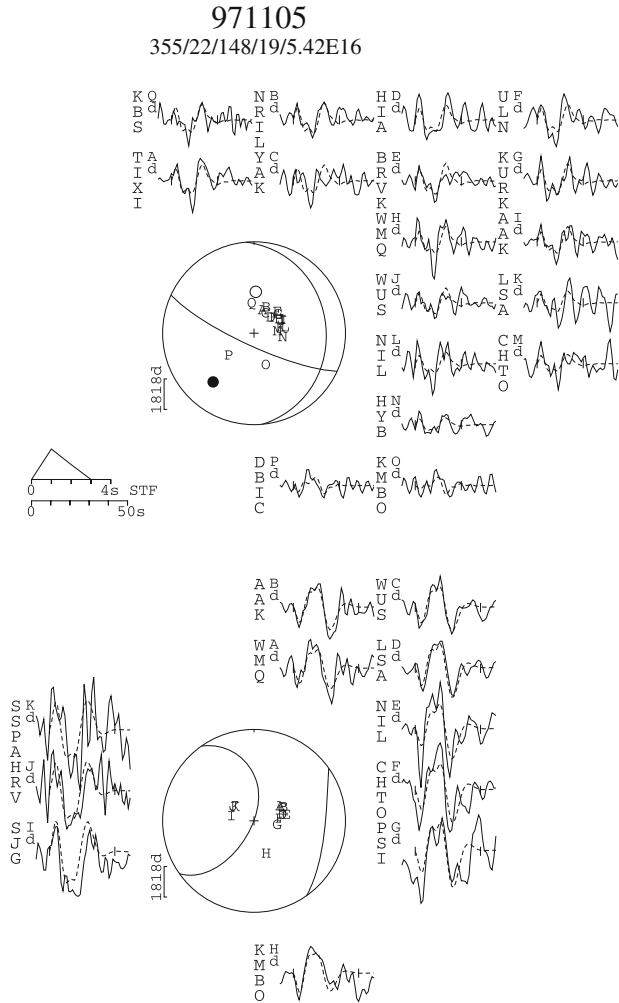 971105
355/22/148/19/5.42E16
KBS Q d
NRIL B d
HIA D d
ULN F d
TIXI A d
YAK C d
BRVK E d
KURK G d
WMQ H d
AAK I d
WUS J d
LSA K d
NIL L d
CHTO M d
HYB N d
Q
A
B
M
N
P
O
1818d
0 4s STF
0 50s
DBIC P d
KMBO O d
AAK B d
WUS C d
WMQ A d
LSA D d
SSPA K d
NIL E d
HRV J d
CHTO F d
SJG I d
PSI G d
K
I
A
E
G
H
1818d
KMBO H d